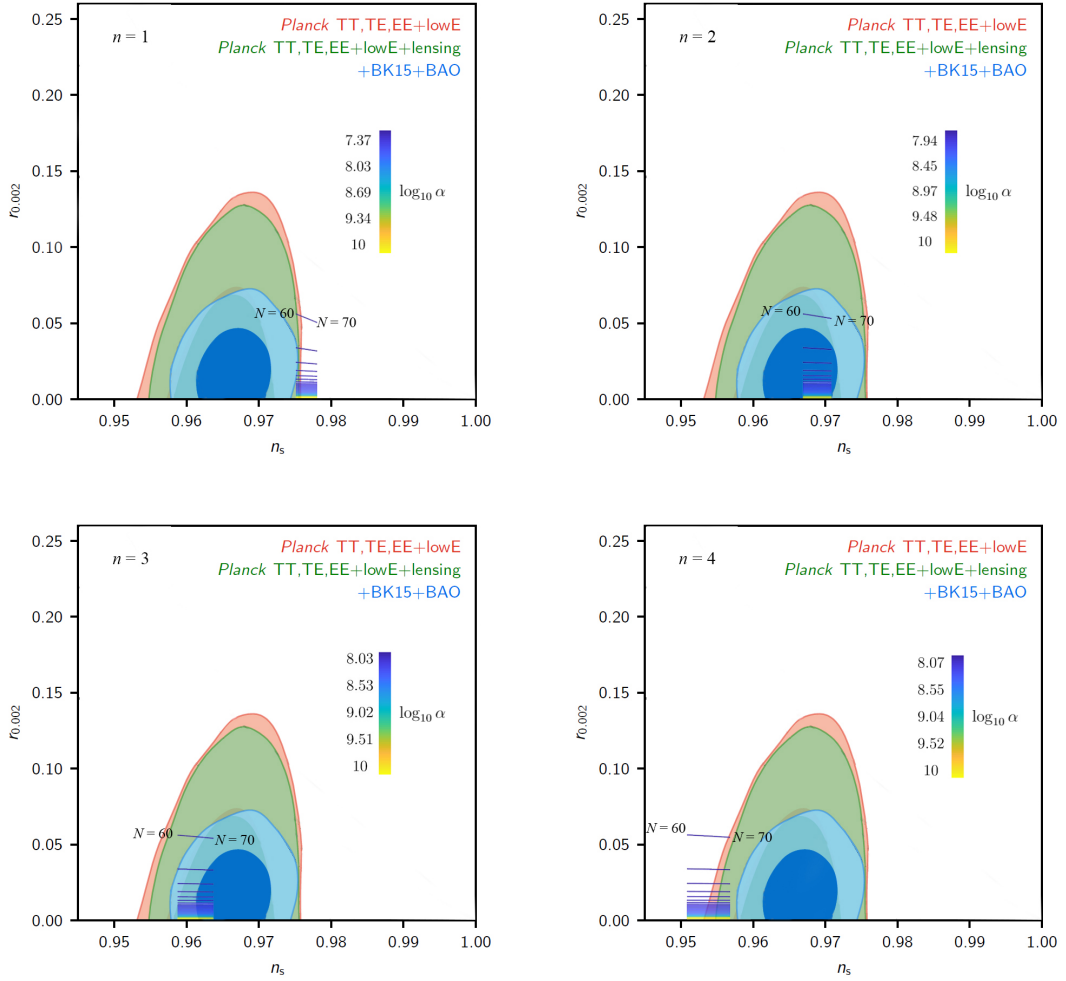 n = 1
Planck TT,TE,EE+lowE
Planck TT,TE,EE+lowE+lensing
+BK15+BAO
0.25
0.20
0.15
0.10
0.05
0.00
r0.002
7.37
8.03
8.69
9.34
10
log10 α
N = 60
N = 70
0.95 0.96 0.97 0.98 0.99 1.00
ns
n = 2
Planck TT,TE,EE+lowE
Planck TT,TE,EE+lowE+lensing
+BK15+BAO
0.25
0.20
0.15
0.10
0.05
0.00
r0.002
7.94
8.45
8.97
9.48
10
log10 α
N = 60
N = 70
0.95 0.96 0.97 0.98 0.99 1.00
ns
n = 3
Planck TT,TE,EE+lowE
Planck TT,TE,EE+lowE+lensing
+BK15+BAO
0.25
0.20
0.15
0.10
0.05
0.00
r0.002
8.03
8.53
9.02
9.51
10
log10 α
N = 60
N = 70
0.95 0.96 0.97 0.98 0.99 1.00
ns
n = 4
Planck TT,TE,EE+lowE
Planck TT,TE,EE+lowE+lensing
+BK15+BAO
0.25
0.20
0.15
0.10
0.05
0.00
r0.002
8.07
8.55
9.04
9.52
10
log10 α
N = 60
N = 70
0.95 0.96 0.97 0.98 0.99 1.00
ns